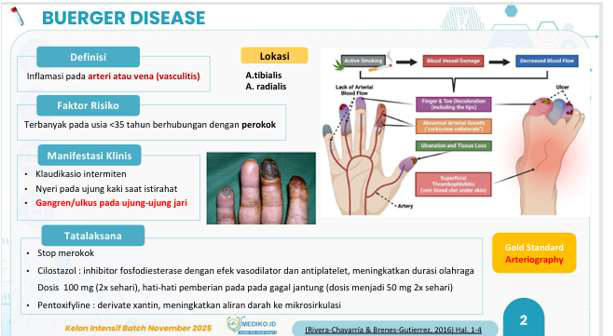 BUERGER DISEASE
Definisi
Inflamasi pada arteri atau vena (vasculitis)
Lokasi
A.tibialis
A. radialis
Faktor Risiko
Terbanyak pada usia <35 tahun berhubungan dengan perokok
Manifestasi Klinis
• Klaudikasio intermiten
• Nyeri pada ujung kaki saat istirahat
• Gangren/ulkus pada ujung-ujung jari
Active Smoking
Blood Vessel Damage
Decreased Blood Flow
Lack of Arterial
Blood Flow
Ulcer
Finger & Toe Discoloration
(including the tips)
Abnormal Arterial Growth
("corkscrew collaterals")
Ulceration and Tissue Loss
Superficial
Thrombophlebitis
(vein blood clot under skin)
Artery
Tatalaksana
• Stop merokok
• Cilostazol : inhibitor fosfodiesterase dengan efek vasodilator dan antiplatelet, meningkatkan durasi olahraga
Dosis 100 mg (2x sehari), hati-hati pemberian pada pada gagal jantung (dosis menjadi 50 mg 2x sehari)
• Pentoxifyline : derivate xantin, meningkatkan aliran darah ke mikrosirkulasi
Gold Standard
Arteriography
Kelan Intensif Batch November 2025
MEDIKO.ID
(Rivera-Chavarría & Brenes-Gutierrez, 2016) Hal. 1-4
2